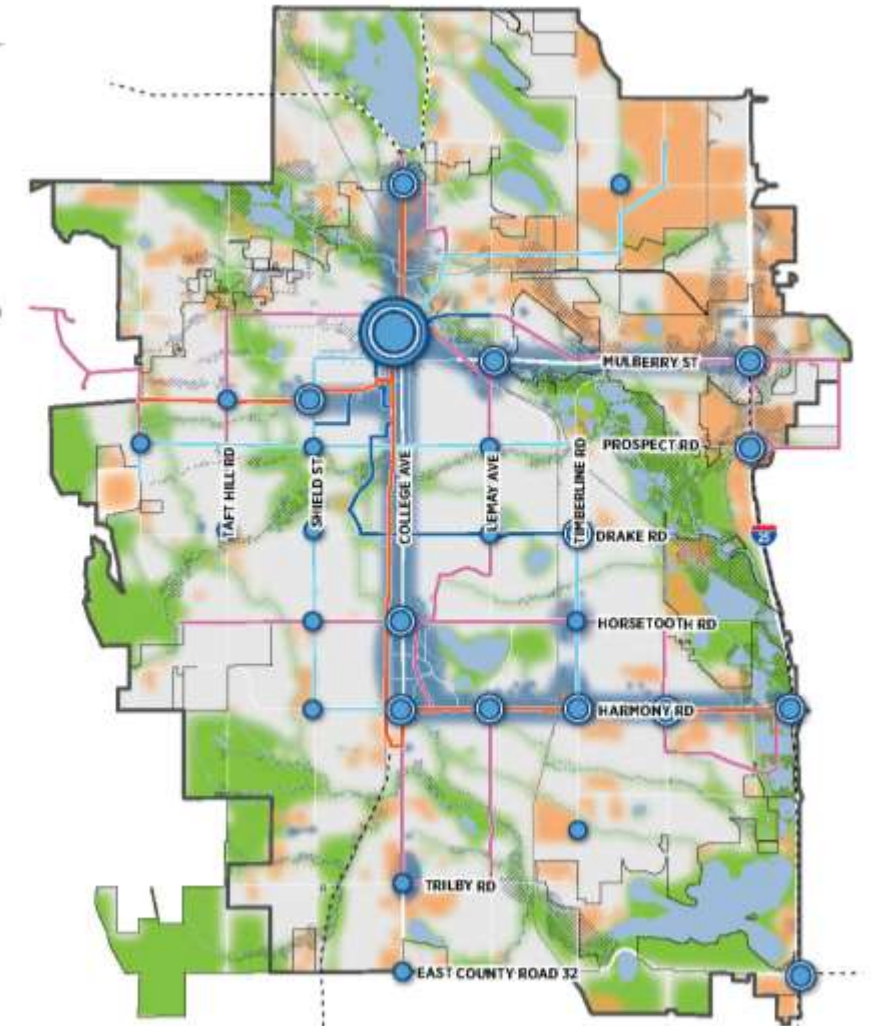 MULBERRY ST
PROSPECT RD
TAFT HILL RD
SHIELD ST
COLLEGE AVE
LEMAY AVE
TIMBERLINE RD
DRAKE RD
25
HORSETOOTH RD
HARMONY RD
TRILBY RD
EAST COUNTY ROAD 32